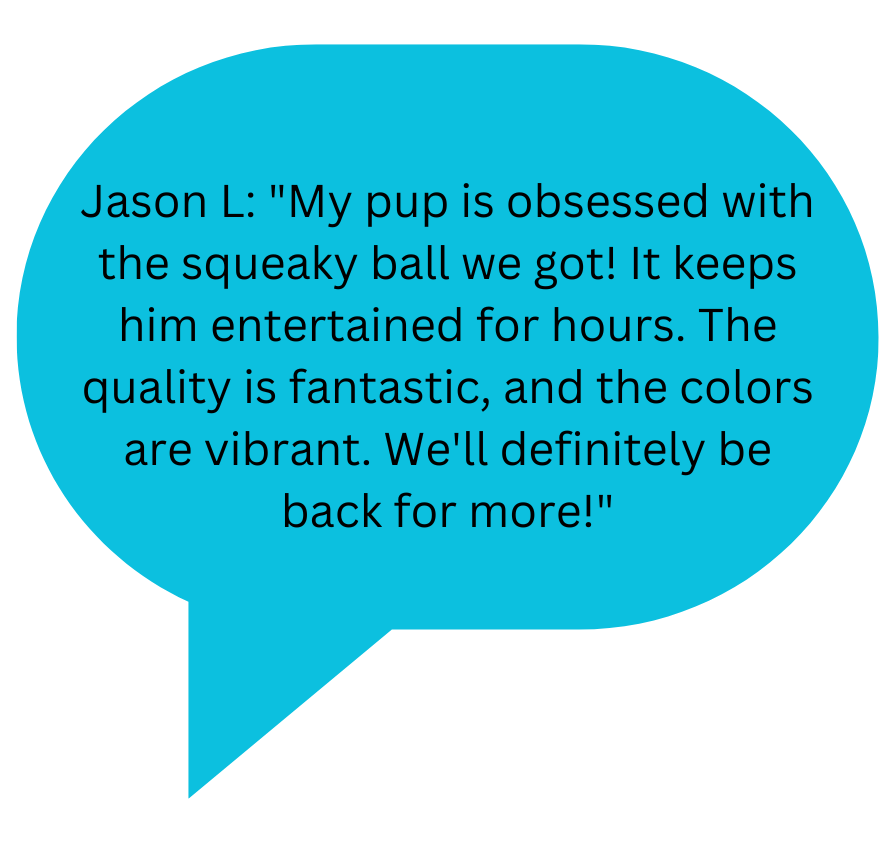 Jason L: "My pup is obsessed with
the squeaky ball we got! It keeps
him entertained for hours. The
quality is fantastic, and the colors
are vibrant. We'll definitely be
back for more!"